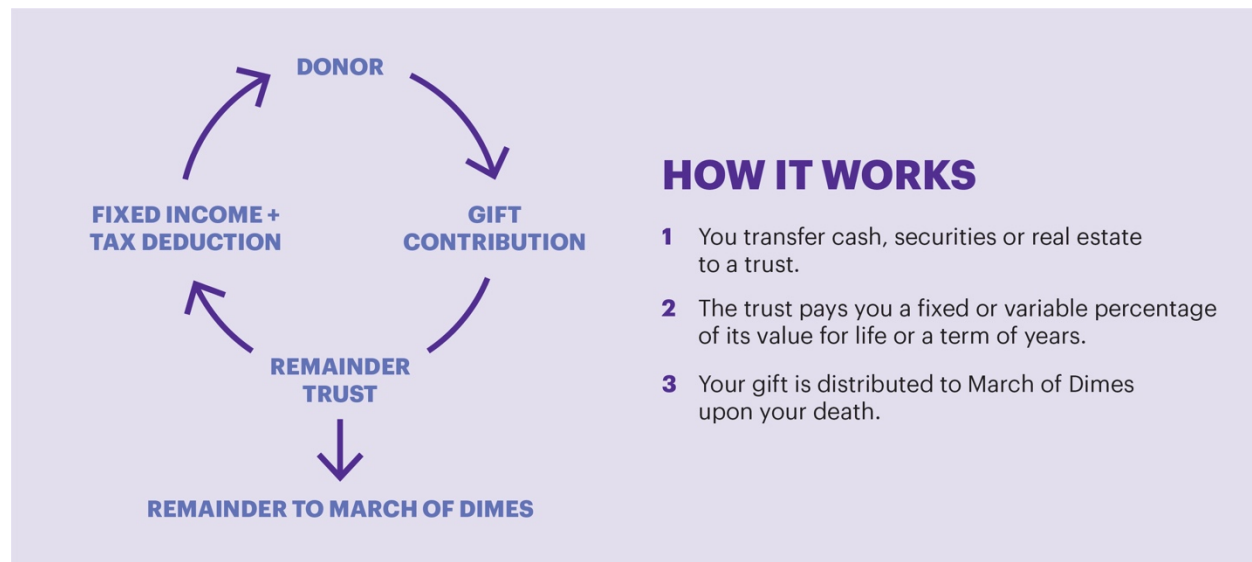 DONOR
FIXED INCOME +
TAX DEDUCTION
GIFT
CONTRIBUTION
REMAINDER
TRUST
REMAINDER TO MARCH OF DIMES
HOW IT WORKS
1 You transfer cash, securities or real estate
to a trust.
2 The trust pays you a fixed or variable percentage
of its value for life or a term of years.
3 Your gift is distributed to March of Dimes
upon your death.